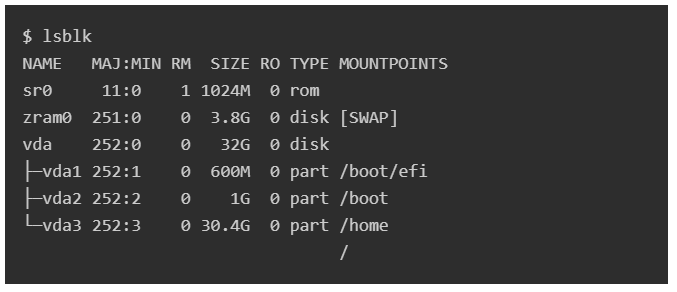 $ lsblk
NAME   MAJ:MIN RM  SIZE RO TYPE MOUNTPOINTS
sr0     11:0    1 1024M  0 rom
zram0  251:0    0  3.8G  0 disk [SWAP]
vda    252:0    0   32G  0 disk
├─vda1 252:1    0  600M  0 part /boot/efi
├─vda2 252:2    0    1G  0 part /boot
└─vda3 252:3    0 30.4G  0 part /home
                                /